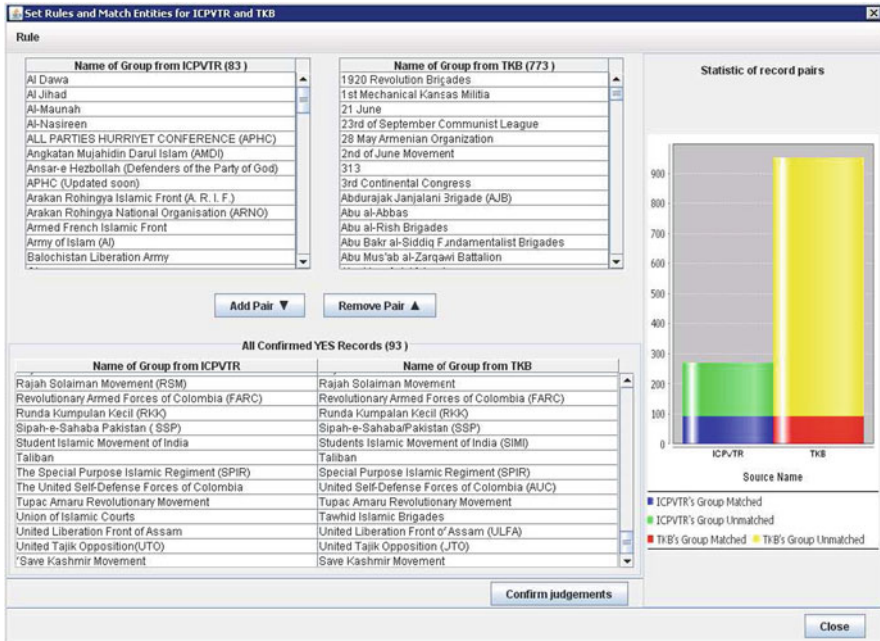 Set Rules and Match Entities for ICPVTR and TKB
Rule
Name of Group from ICPVTR (83 )
Al Dawa
Al Jihad
Al-Maunah
Al-Nasireen
ALL PARTIES HURRIYET CONFERENCE (APHC)
Angkatan Mujahidin Darul Islam (AMDI)
Ansar-e Hezbollah (Defenders of the Party of God)
APHC (Updated soon)
Arakan Rohingya Islamic Front (A. R. I. F.)
Arakan Rohingya National Organisation (ARNO)
Armed French Islamic Front
Army of Islam (AI)
Balochistan Liberation Army
Name of Group from TKB (773 )
1920 Revolution Brigades
1st Mechanical Kansas Militia
21 June
23rd of September Communist League
28 May Armenian Organization
2nd of June Movement
313
3rd Continental Congress
Abdurajak Janjalani Brigade (AJB)
Abu al-Abbas
Abu al-Rish Brigades
Abu Bakr al-Siddiq Fundamentalist Brigades
Abu Mus'ab al-Zarqawi Battalion
Add Pair ▼
Remove Pair ▲
All Confirmed YES Records (93 )
Name of Group from ICPVTR Name of Group from TKB
Rajah Solaiman Movement (RSM) Rajah Solaiman Movement
Revolutionary Armed Forces of Colombia (FARC) Revolutionary Armed Forces of Colombia (FARC)
Runda Kumpulan Kecil (RKK) Runda Kumpalan Kecil (RKK)
Sipah-e-Sahaba Pakistan ( SSP) Sipah-e-Sahaba/Pakistan (SSP)
Student Islamic Movement of India Students Islamic Movement of India (SIMI)
Taliban Taliban
The Special Purpose Islamic Regiment (SPIR) Special Purpose Islamic Regiment (SPIR)
The United Self-Defense Forces of Colombia United Self-Defense Forces of Colombia (AUC)
Tupac Amaru Revolutionary Movement Tupac Amaru Revolutionary Movement
Union of Islamic Courts Tawhid Islamic Brigades
United Liberation Front of Assam United Liberation Front of Assam (ULFA)
United Tajik Opposition(UTO) United Tajik Opposition (UTO)
'Save Kashmir Movement Save Kashmir Movement
Confirm judgements
Statistic of record pairs
900
800
700
600
500
400
300
200
100
0
ICPVTR TKB
Source Name
ICPVTR's Group Matched
ICPVTR's Group Unmatched
TKB's Group Matched TKB's Group Unmatched
Close